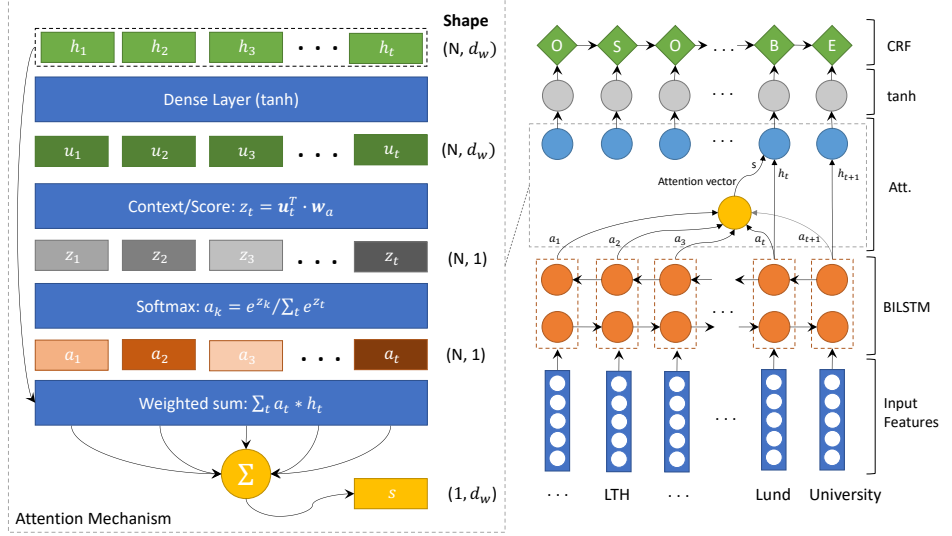 Shape
h₁ h₂ h₃ • • • hₜ (N, d_w)
Dense Layer (tanh)
u₁ u₂ u₃ • • • uₜ (N, d_w)
Context/Score: zₜ = uₜᵀ · wₐ
z₁ z₂ z₃ • • • zₜ (N, 1)
Softmax: aₖ = e^{zₖ}/∑ₜ e^{zₜ}
a₁ a₂ a₃ • • • aₜ (N, 1)
Weighted sum: ∑ₜ aₜ * hₜ
Σ
s (1, d_w)
Attention Mechanism
O S O ... B E CRF
... tanh
... Att.
s hₜ hₜ₊₁
Attention vector
a₁ a₂ a₃ aₜ aₜ₊₁
... BILSTM
... Input
Features
... LTH ... Lund University